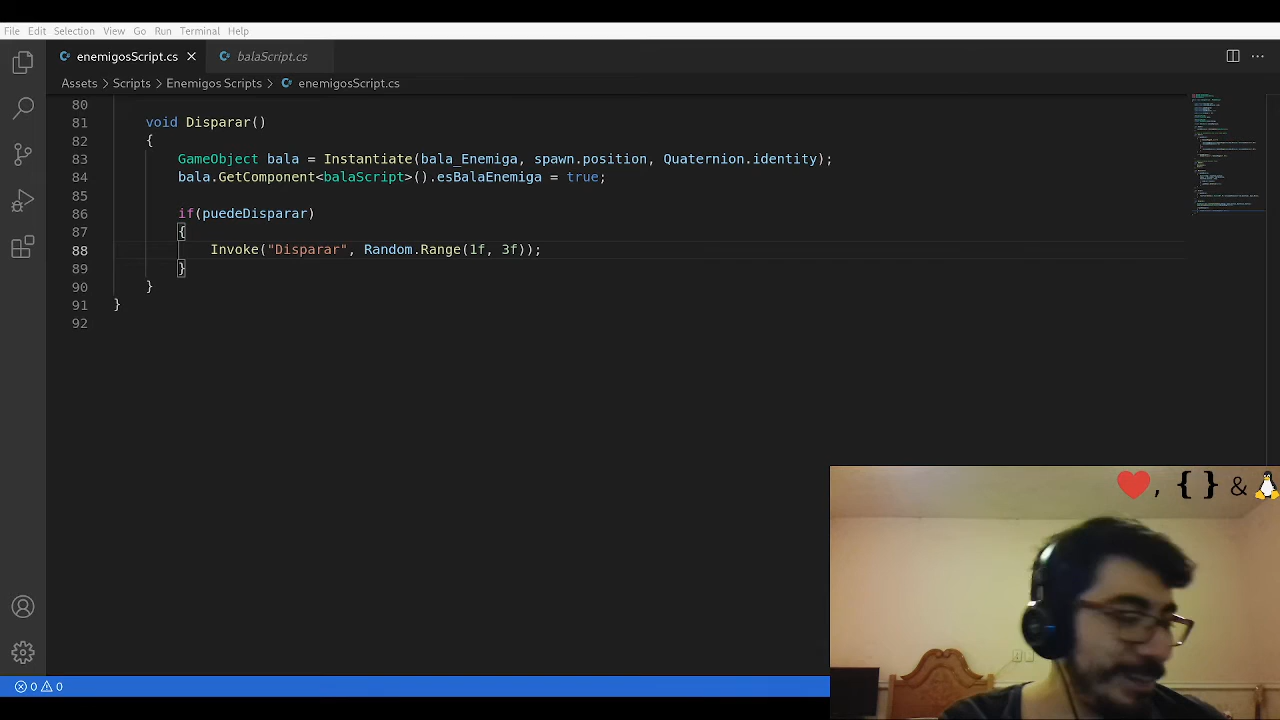 File Edit Selection View Go Run Terminal Help
enemigosScript.cs balaScript.cs
Assets > Scripts > Enemigos Scripts > enemigosScript.cs
80
81 void Disparar()
82 {
83 GameObject bala = Instantiate(bala_Enemiga, spawn.position, Quaternion.identity);
84 bala.GetComponent<balaScript>().esBalaEnemiga = true;
85
86 if(puedeDisparar)
87 {
88 Invoke("Disparar", Random.Range(1f, 3f));
89 }
90 }
91 }
92
❤️, { } & 🐧
0 0